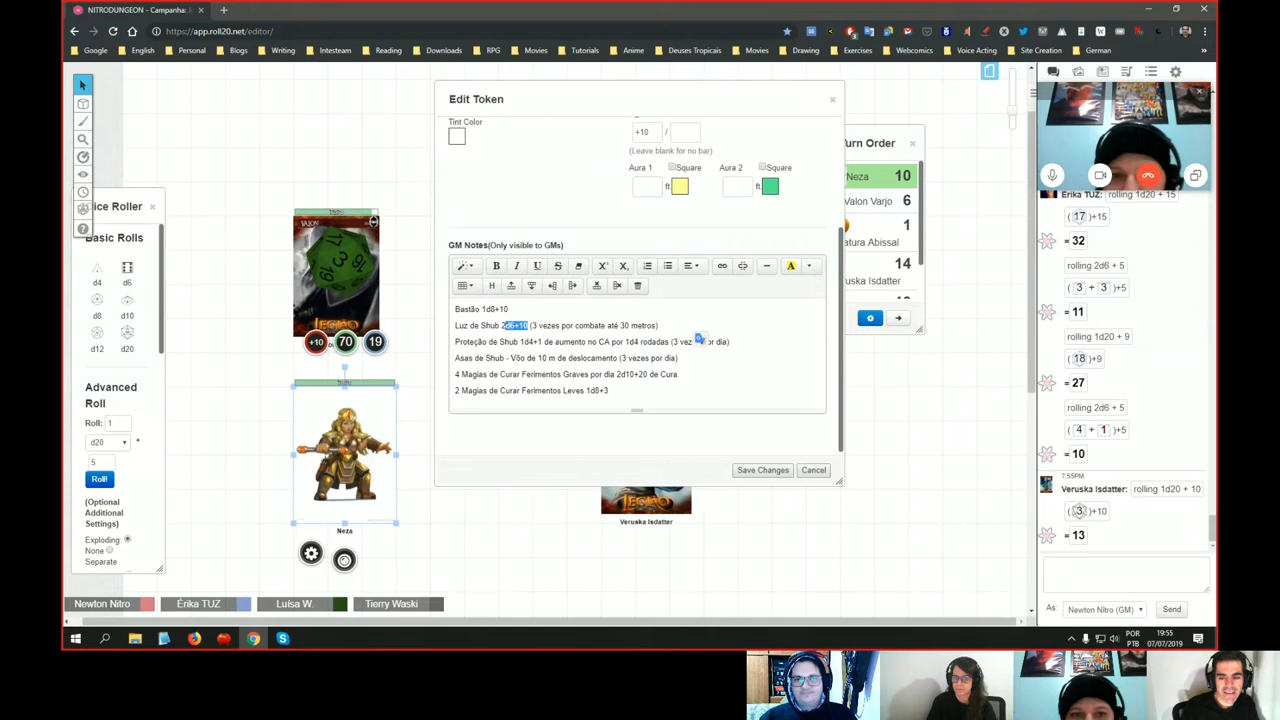 NITRODUNGEON - Campanha:
https://app.roll20.net/editor/
Google English Personal Blogs Writing Intesteam Reading Downloads RPG Movies Tutorials Anime Deuses Tropicais Movies Drawing Exercises Webcomics Voice Acting Site Creation German
Edit Token
Tint Color
+10 /
(Leave blank for no bar)
Aura 1 Square Aura 2 Square
ft ft
GM Notes(Only visible to GMs)
Bastão 1d8+10
Luz de Shub 2d6+10 (3 vezes por combate até 30 metros)
Proteção de Shub 1d4+1 de aumento no CA por 1d4 rodadas (3 vez por dia)
Asas de Shub - Vôo de 10 m de deslocamento (3 vezes por dia)
4 Magias de Curar Ferimentos Graves por dia 2d10+20 de Cura.
2 Magias de Curar Ferimentos Leves 1d8+3
Save Changes Cancel
urn Order
Neza 10
Valon Varjo 6
1
atura Abissal
14
ruska Isdatter
ice Roller
Basic Rolls
d4 d6
d8 d10
d12 d20
Advanced
Roll
Roll: 1
d20 +
5
Roll!
(Optional
Additional
Settings)
Exploding:
None
Separate
VALON
+10 70 19
Neza
Veruska Isdatter
Newton Nitro Érika TUZ Luísa W. Tierry Waski
Érika TUZ: rolling 1d20 + 15
(17)+15
= 32
rolling 2d6 + 5
(3 + 3)+5
= 11
(18)+9
= 27
rolling 2d6 + 5
(4 + 1)+5
= 10
7:55PM
Veruska Isdatter: rolling 1d20 + 10
(3)+10
= 13
As: Newton Nitro (GM) Send
POR
PTB
19:55
07/07/2019